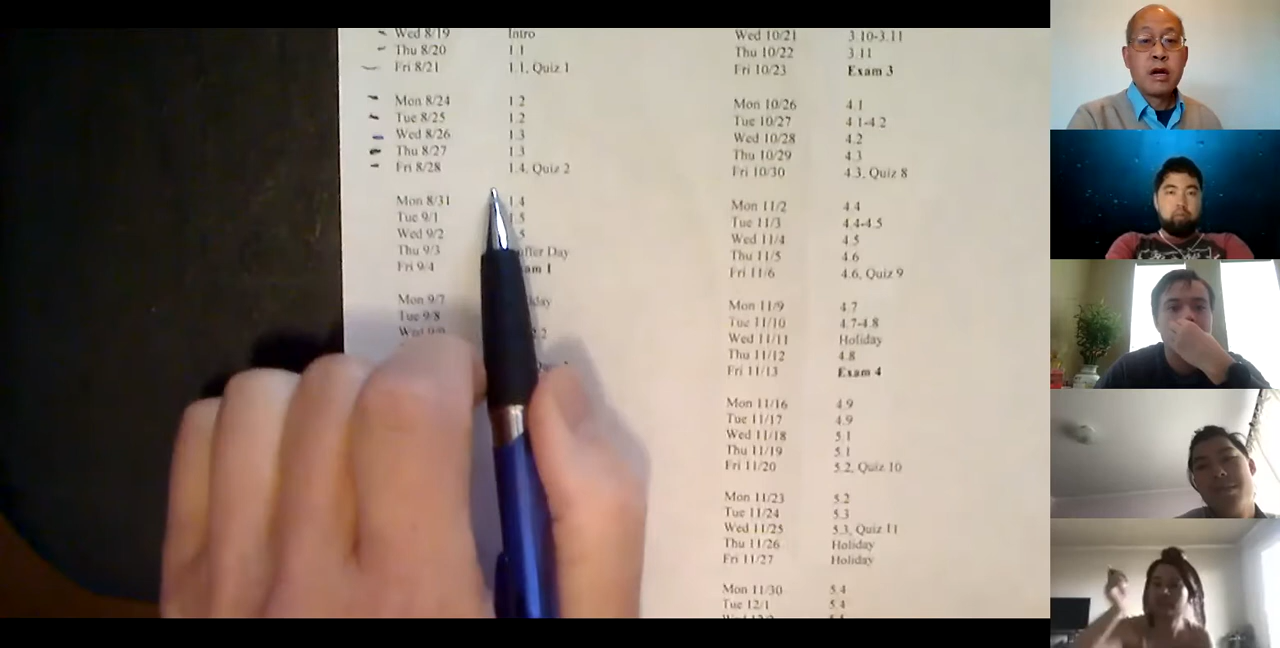 Wed 8/19 Intro
Thu 8/20 1.1
Fri 8/21 1.1, Quiz 1
Mon 8/24 1.2
Tue 8/25 1.2
Wed 8/26 1.3
Thu 8/27 1.3
Fri 8/28 1.4, Quiz 2
Mon 8/31 1.4
Tue 9/1 1.5
Wed 9/2
Thu 9/3 Day
Fri 9/4 1
Mon 9/7
Tue 9/8
Wed 10/21 3.10-3.11
Thu 10/22 3.11
Fri 10/23 Exam 3
Mon 10/26 4.1
Tue 10/27 4.1-4.2
Wed 10/28 4.2
Thu 10/29 4.3
Fri 10/30 4.3, Quiz 8
Mon 11/2 4.4
Tue 11/3 4.4-4.5
Wed 11/4 4.5
Thu 11/5 4.6
Fri 11/6 4.6, Quiz 9
Mon 11/9 4.7
Tue 11/10 4.7-4.8
Wed 11/11 Holiday
Thu 11/12 4.8
Fri 11/13 Exam 4
Mon 11/16 4.9
Tue 11/17 4.9
Wed 11/18 5.1
Thu 11/19 5.1
Fri 11/20 5.2, Quiz 10
Mon 11/23 5.2
Tue 11/24 5.3
Wed 11/25 5.3, Quiz 11
Thu 11/26 Holiday
Fri 11/27 Holiday
Mon 11/30 5.4
Tue 12/1 5.4